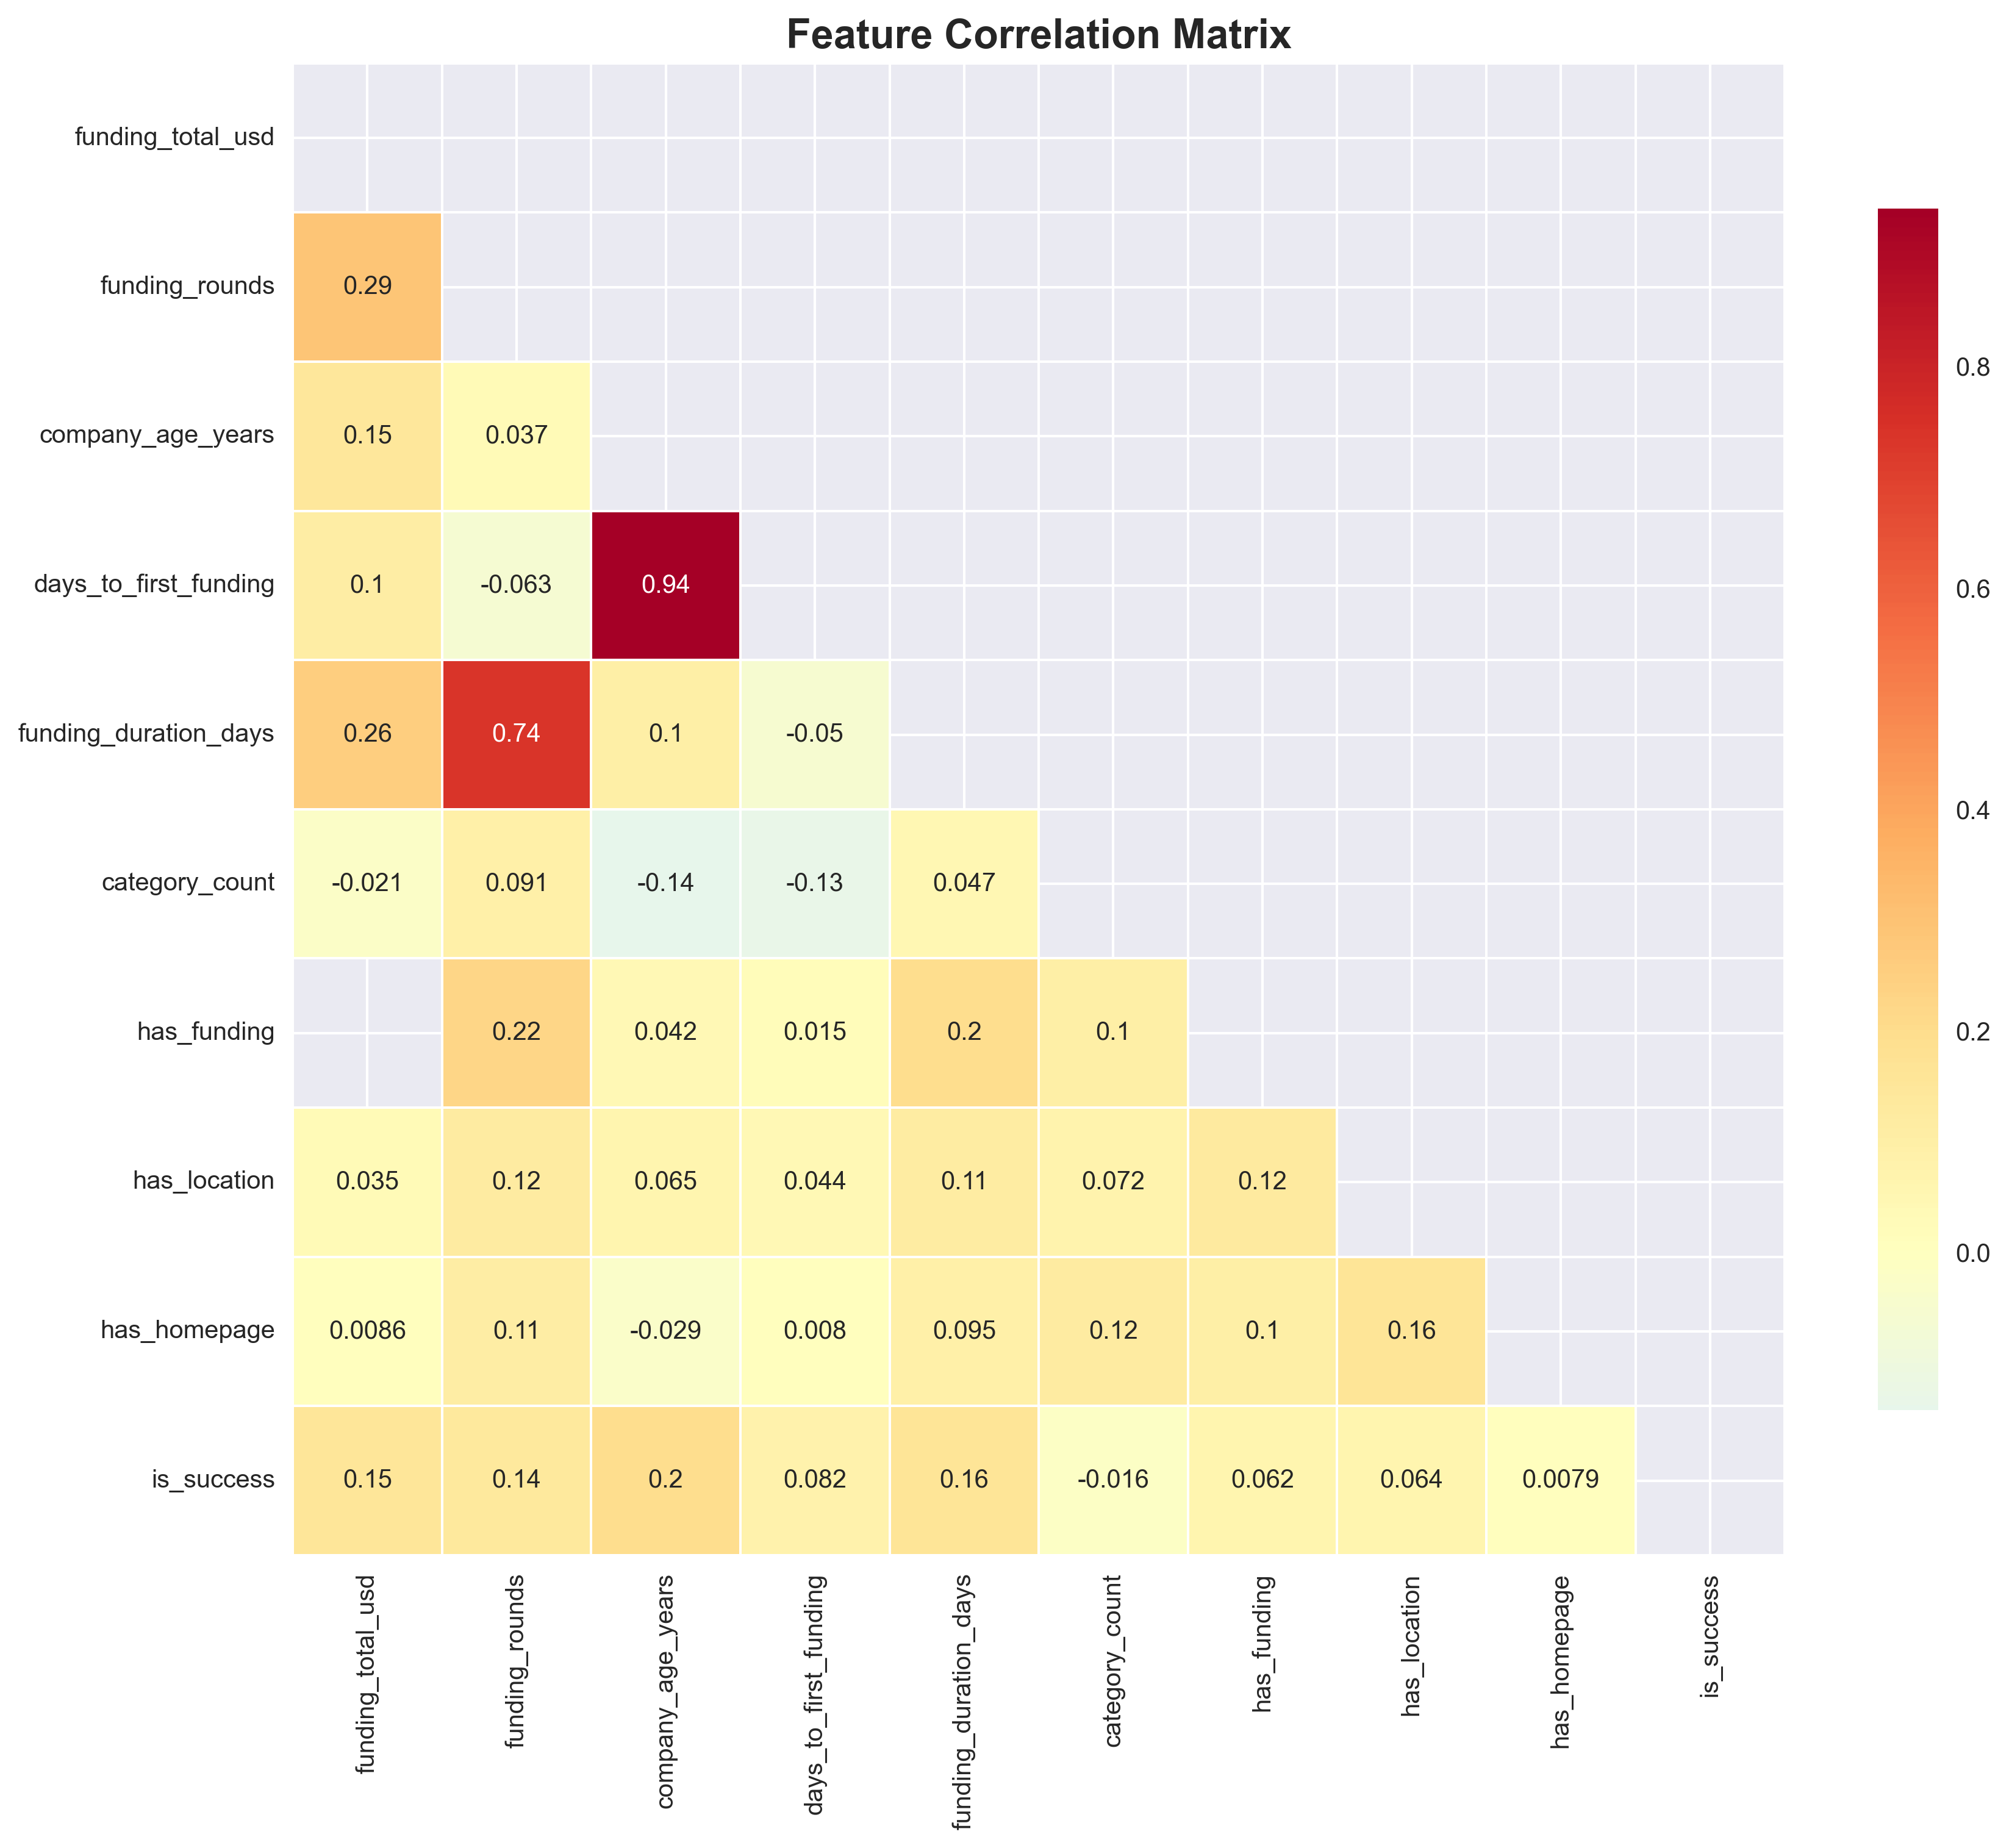 Feature Correlation Matrix
funding_total_usd
funding_rounds 0.29
company_age_years 0.15 0.037
days_to_first_funding 0.1 -0.063 0.94
funding_duration_days 0.26 0.74 0.1 -0.05
category_count -0.021 0.091 -0.14 -0.13 0.047
has_funding 0.22 0.042 0.015 0.2 0.1
has_location 0.035 0.12 0.065 0.044 0.11 0.072 0.12
has_homepage 0.0086 0.11 -0.029 0.008 0.095 0.12 0.1 0.16
is_success 0.15 0.14 0.2 0.082 0.16 -0.016 0.062 0.064 0.0079
funding_total_usd
funding_rounds
company_age_years
days_to_first_funding
funding_duration_days
category_count
has_funding
has_location
has_homepage
is_success
0.8
0.6
0.4
0.2
0.0